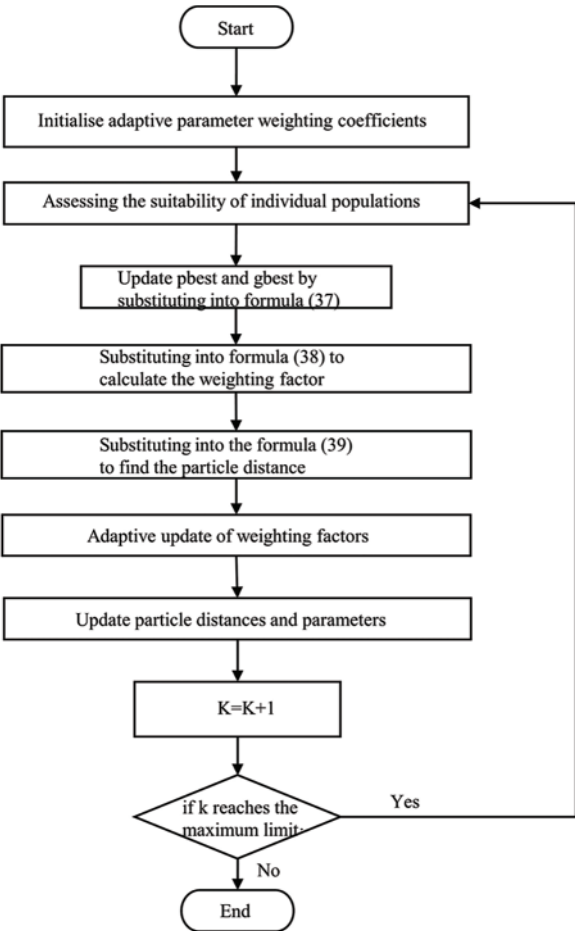 Start
Initialise adaptive parameter weighting coefficients
Assessing the suitability of individual populations
Update pbest and gbest by
substituting into formula (37)
Substituting into formula (38) to
calculate the weighting factor
Substituting into the formula (39)
to find the particle distance
Adaptive update of weighting factors
Update particle distances and parameters
K=K+1
if k reaches the
maximum limit;
Yes
No
End